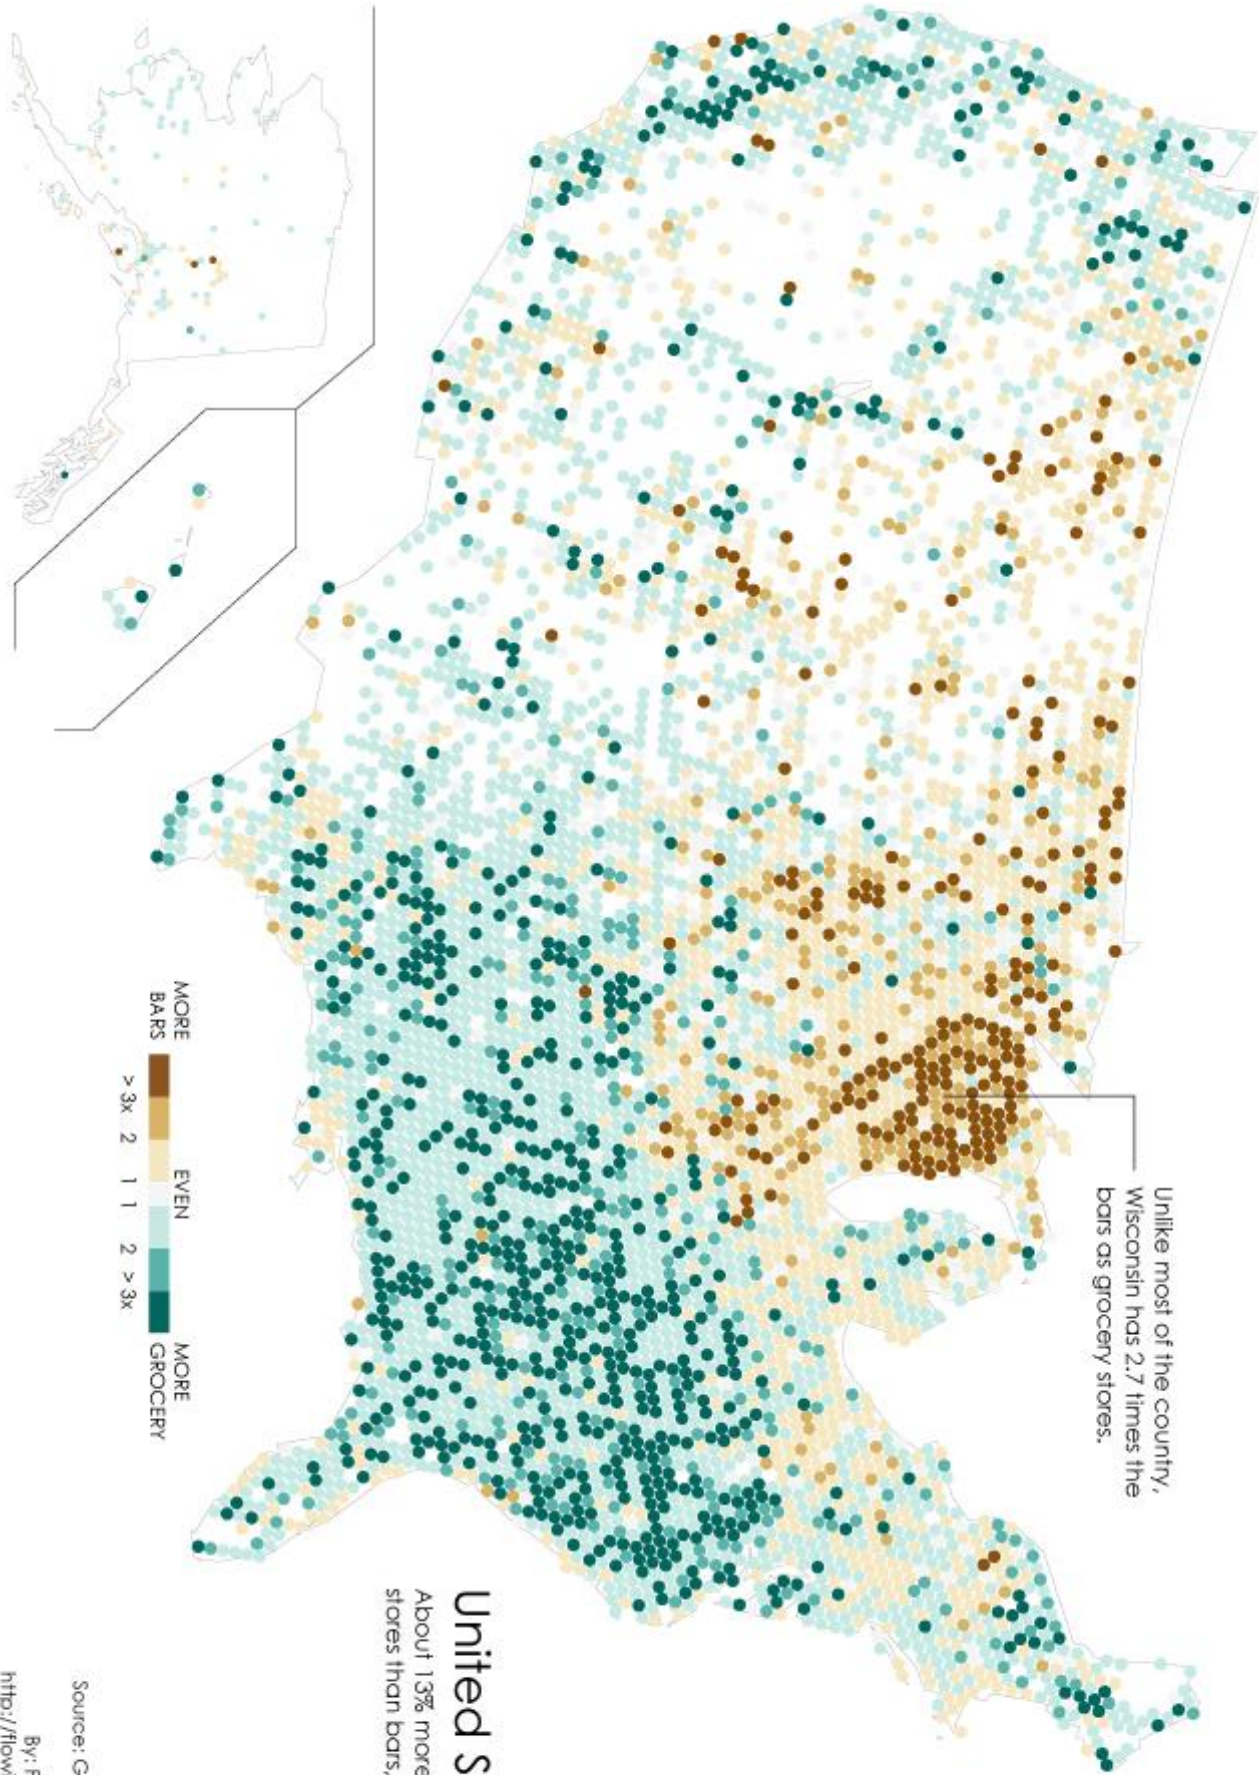 Unlike most of the country,
Wisconsin has 2.7 times the
bars as grocery stores.
United S
About 13% more
stores than bars,
MORE
BARS
EVEN
MORE
GROCERY
> 3x 2 1 1 2 > 3x
Source: G
By: F
http://flow